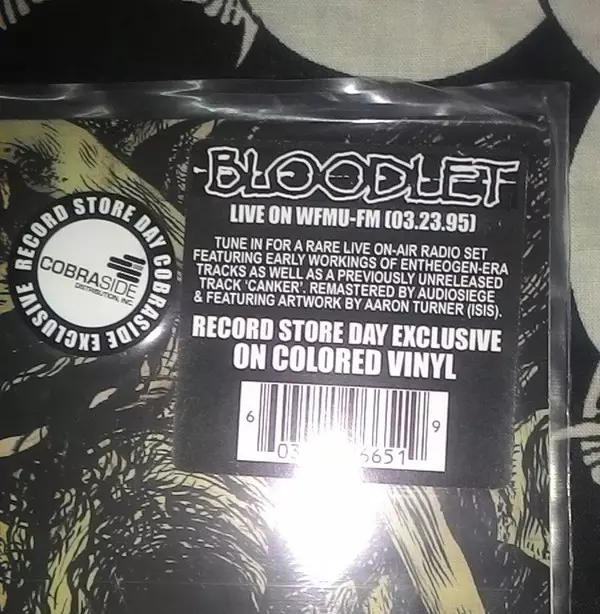 BLOODLET
LIVE ON WFMU-FM (03.23.95)
TUNE IN FOR A RARE LIVE ON-AIR RADIO SET
FEATURING EARLY WORKINGS OF ENTHEOGEN-ERA
TRACKS AS WELL AS A PREVIOUSLY UNRELEASED
TRACK 'CANKER'. REMASTERED BY AUDIOSIEGE
& FEATURING ARTWORK BY AARON TURNER (ISIS).
RECORD STORE DAY EXCLUSIVE
ON COLORED VINYL
RECORD STORE DAY COBRASIDE EXCLUSIVE
COBRASIDE
DISTRIBUTION, INC.
6 9